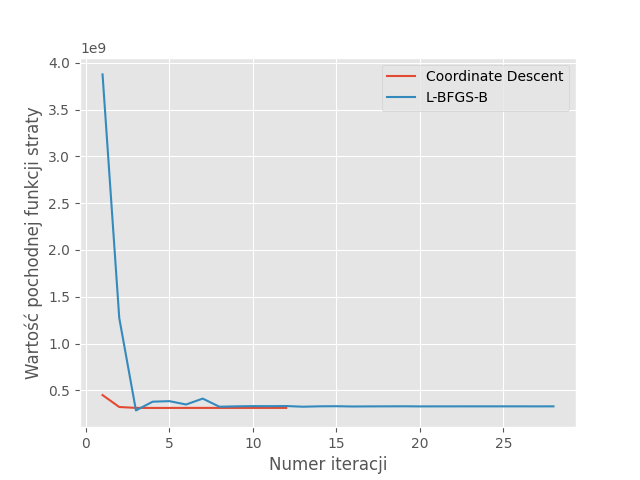 1e9
4.0
3.5
3.0
2.5
2.0
1.5
1.0
0.5
Wartość pochodnej funkcji straty
Coordinate Descent
L-BFGS-B
0 5 10 15 20 25
Numer iteracji